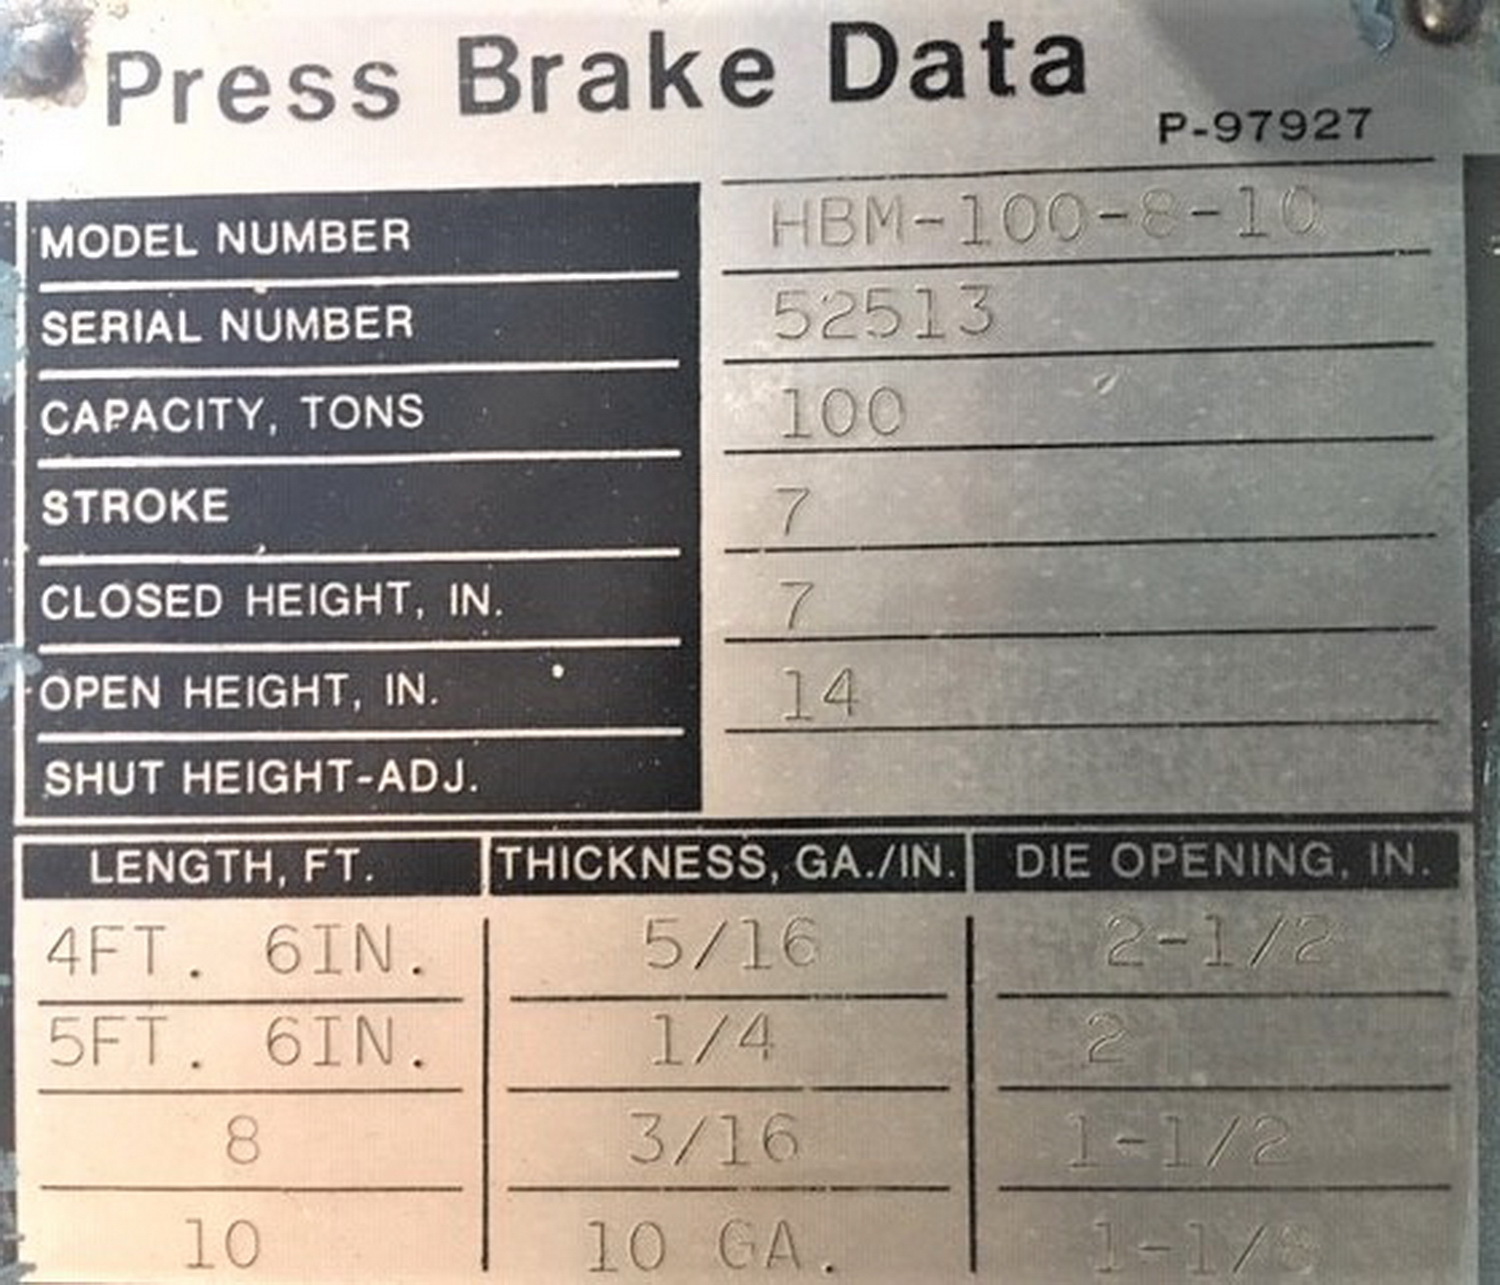 Press Brake Data
P-97927
MODEL NUMBER HBM-100-8-10
SERIAL NUMBER 52513
CAPACITY, TONS 100
STROKE 7
CLOSED HEIGHT, IN. 7
OPEN HEIGHT, IN. 14
SHUT HEIGHT-ADJ.
LENGTH, FT. THICKNESS, GA./IN. DIE OPENING, IN.
4FT. 6IN. 5/16 2-1/2
5FT. 6IN. 1/4 2
8 3/16 1-1/2
10 10 GA. 1-1/8